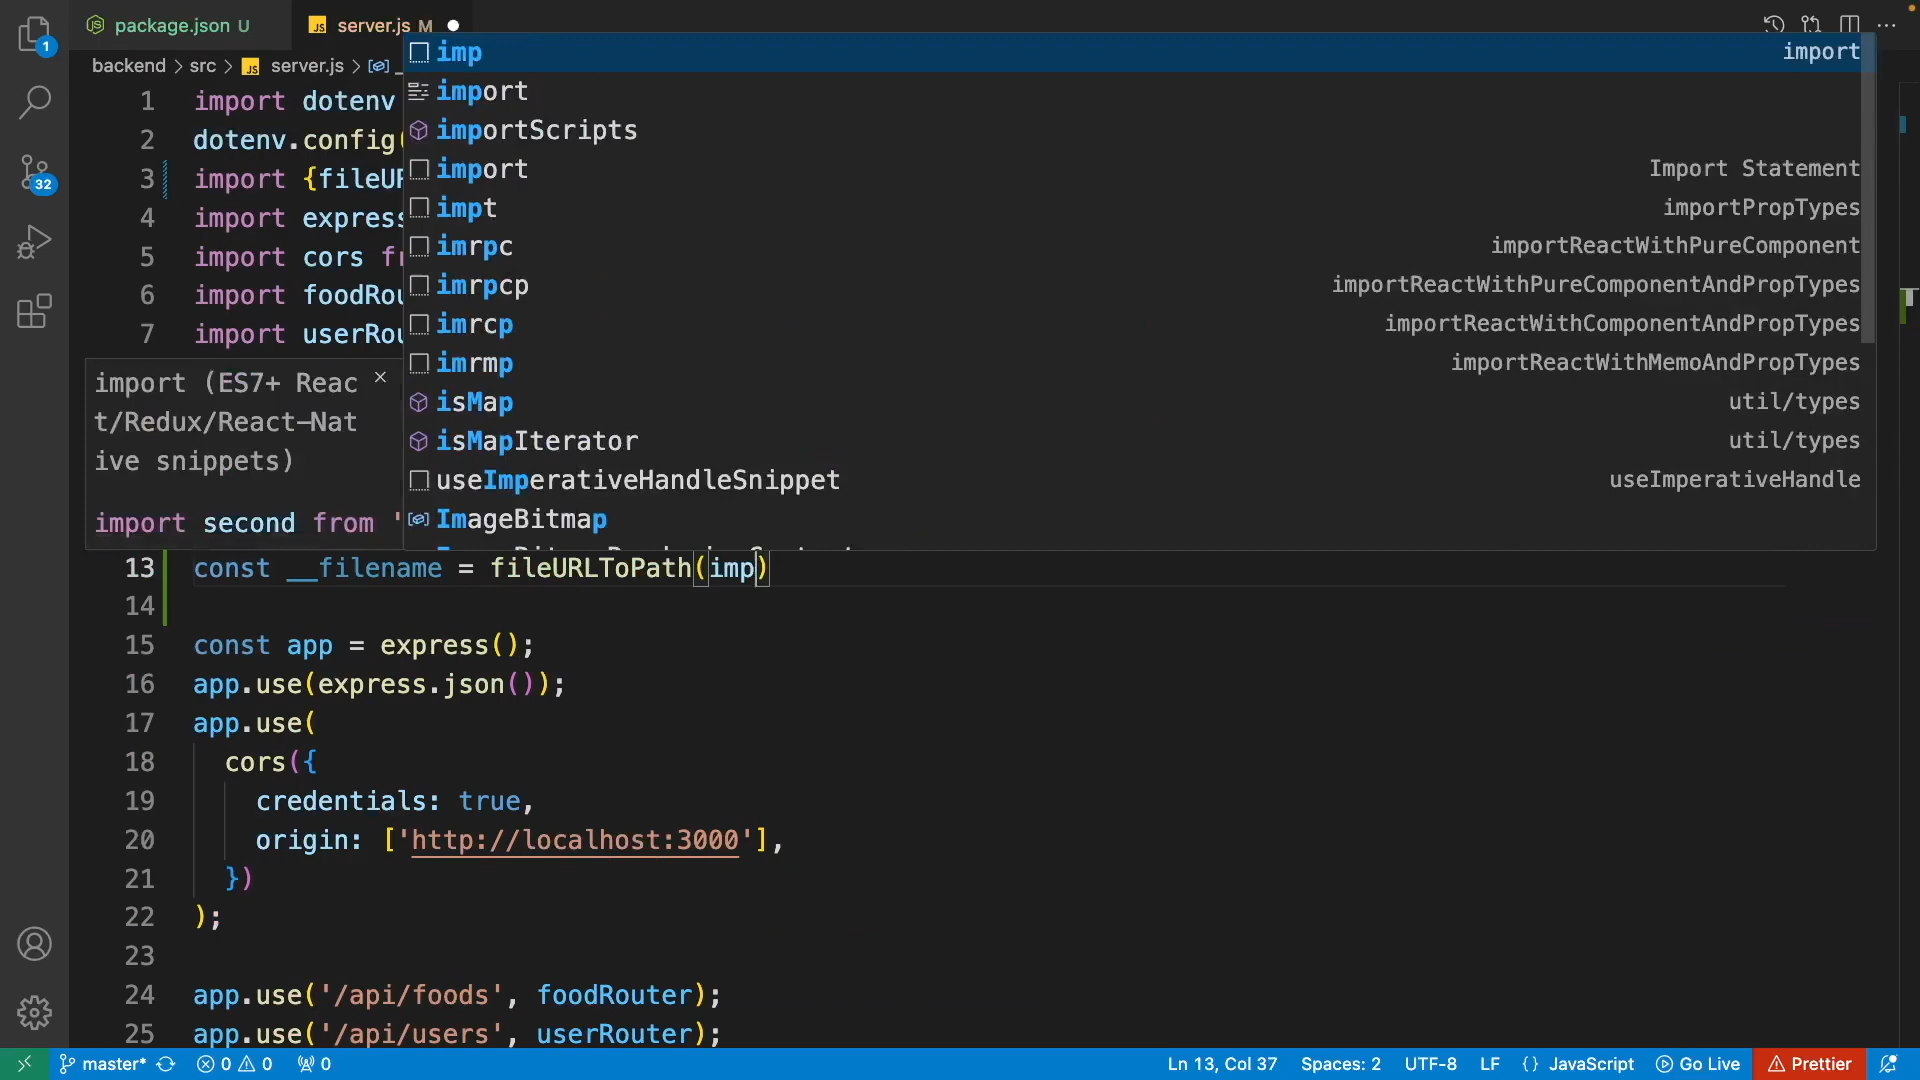 package.json U
JS server.js M
backend > src > JS server.js >
1 import dotenv
2 dotenv.config(
3 import {fileUR
4 import express
5 import cors fr
6 import foodRou
7 import userRou
imp import
import
importScripts
import Import Statement
impt importPropTypes
imrpc importReactWithPureComponent
imrpcp importReactWithPureComponentAndPropTypes
imrcp importReactWithComponentAndPropTypes
imrmp importReactWithMemoAndPropTypes
isMap util/types
isMapIterator util/types
useImperativeHandleSnippet useImperativeHandle
ImageBitmap
import (ES7+ Reac
t/Redux/React-Nat
ive snippets)
import second from '
13 const __filename = fileURLToPath(imp)
14
15 const app = express();
16 app.use(express.json());
17 app.use(
18 cors({
19 credentials: true,
20 origin: ['http://localhost:3000'],
21 })
22 );
23
24 app.use('/api/foods', foodRouter);
25 app.use('/api/users', userRouter);
1
32
master* 0 0 0 Ln 13, Col 37 Spaces: 2 UTF-8 LF {} JavaScript Go Live Prettier